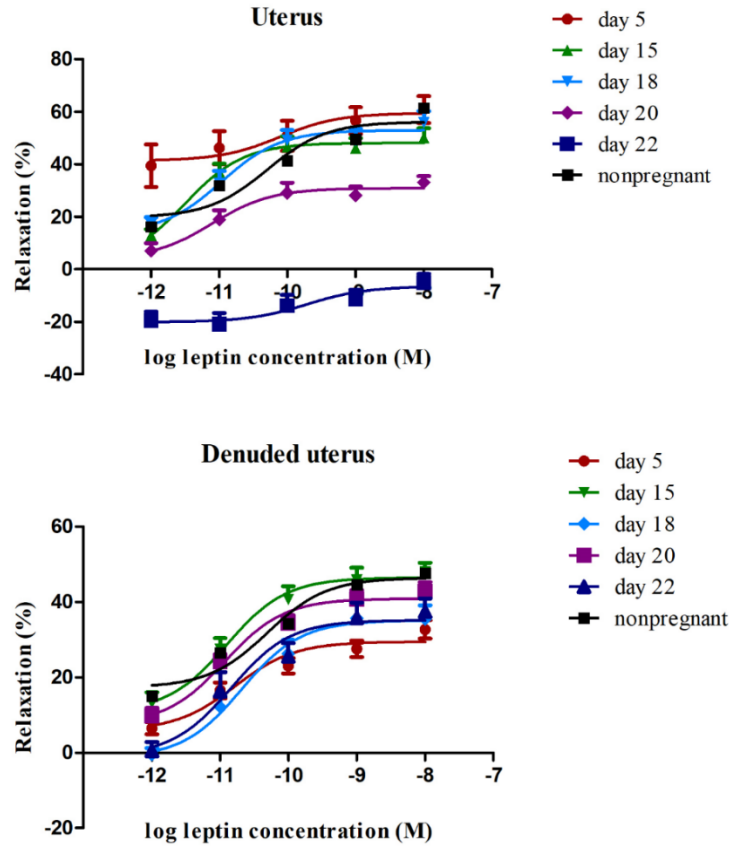 Uterus
day 5
day 15
day 18
day 20
day 22
nonpregnant
Relaxation (%)
80
60
40
20
0
-20
-40
-12 -11 -10 -9 -8 -7
log leptin concentration (M)
Denuded uterus
day 5
day 15
day 18
day 20
day 22
nonpregnant
Relaxation (%)
60
40
20
0
-20
-12 -11 -10 -9 -8 -7
log leptin concentration (M)